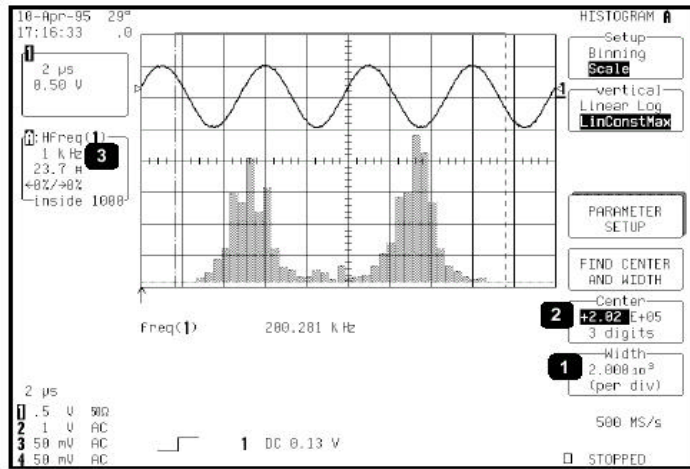 10-Apr-95 29°
17:16:33 .0
1
2 µs
0.50 V
A:HFreq(1)
1 kHz
3
23.7 #
←0%/→0%
inside 1000
1
Freq(1) 200.281 kHz
2 µs
1 .5 V 50Ω
2 1 V AC
3 50 mV AC
4 50 mV AC
1 DC 0.13 V
HISTOGRAM A
Setup
Binning
Scale
vertical
Linear Log
LinConstMax
PARAMETER
SETUP
FIND CENTER
AND WIDTH
Center
2
+2.02 E+05
3 digits
Width
1
2.000 10³
(per div)
500 MS/s
STOPPED